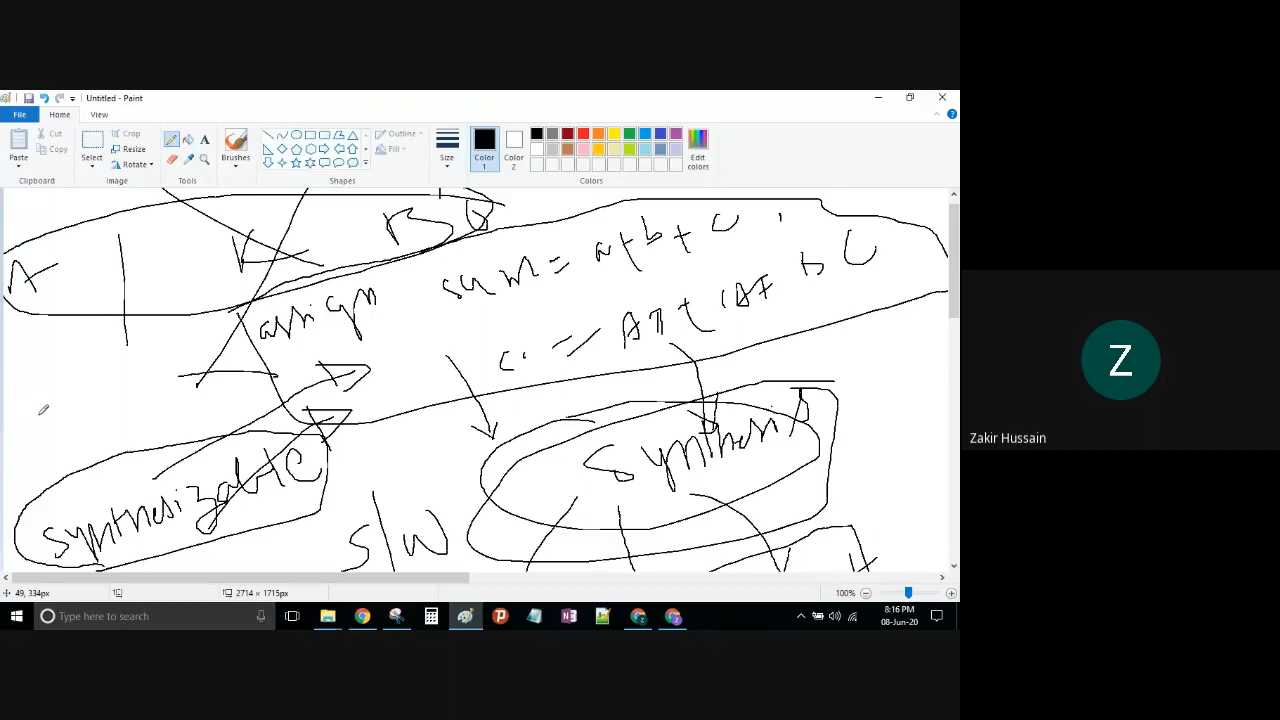 Untitled - Paint
File Home View
Paste Cut Copy
Select Crop Resize Rotate
Brushes
Outline
Fill
Size
Color 1
Color 2
Edit colors
Clipboard Image Tools Shapes Colors
A B
sum = a + b + c
assign
synthesis
synthesizable
S/W
49, 334px 2714 × 1715px 100%
Type here to search
8:16 PM
08-Jun-20
Z
Zakir Hussain